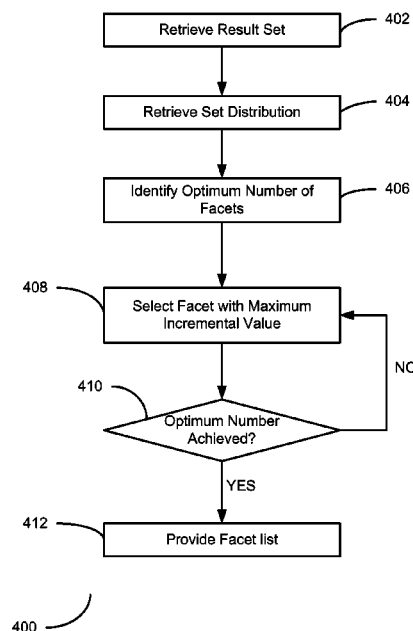 Retrieve Result Set
402
Retrieve Set Distribution
404
Identify Optimum Number of
Facets
406
408
Select Facet with Maximum
Incremental Value
NO
410
Optimum Number
Achieved?
YES
412
Provide Facet list
400